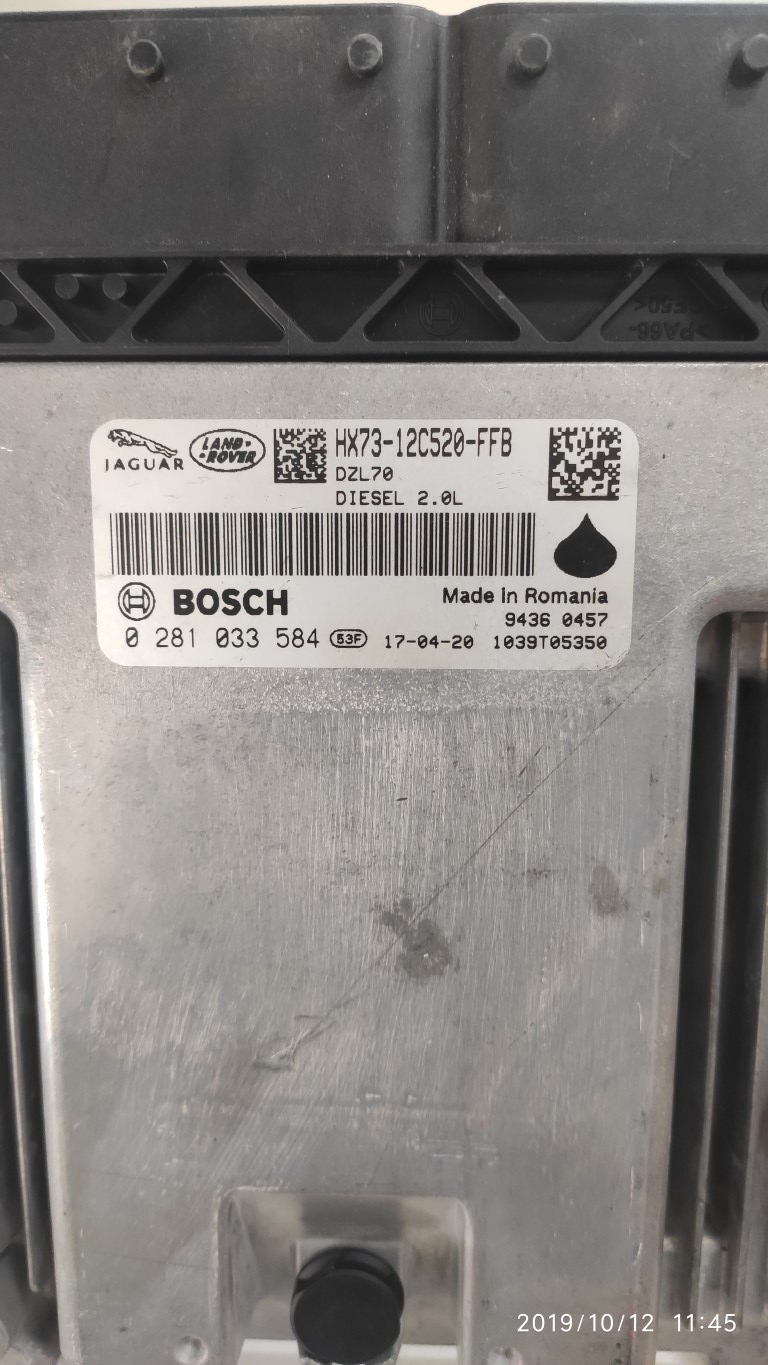 >PA66-
JAGUAR
LAND-
-ROVER
HX73-12C520-FFB
DZL70
DIESEL 2.0L
BOSCH
Made in Romania
9436 0457
0 281 033 584 53F 17-04-20 1039T05350
2019/10/12 11:45